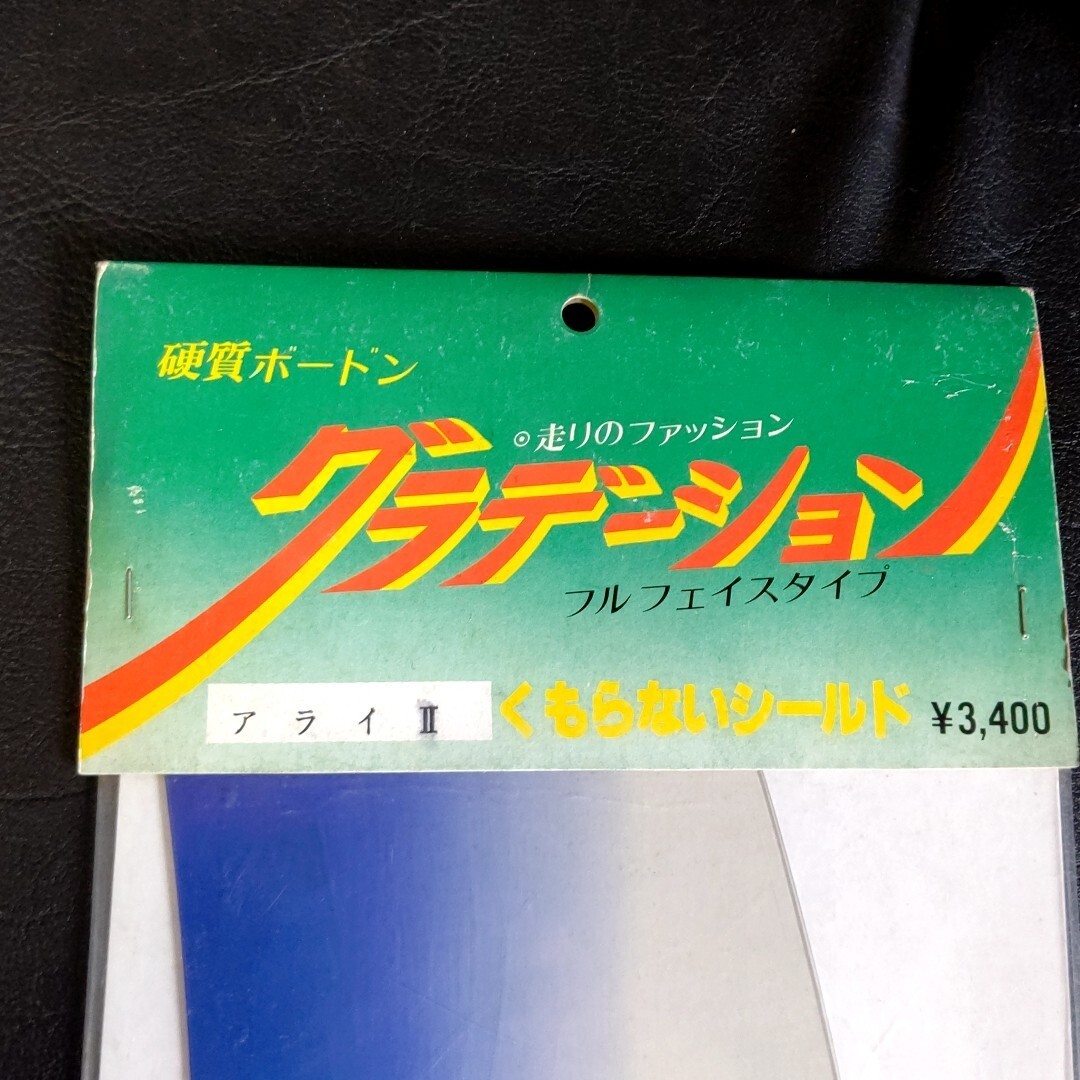 硬質ボードン
◉走りのファッション
グラデーション
フルフェイスタイプ
アライⅡ
くもらないシールド ¥3,400